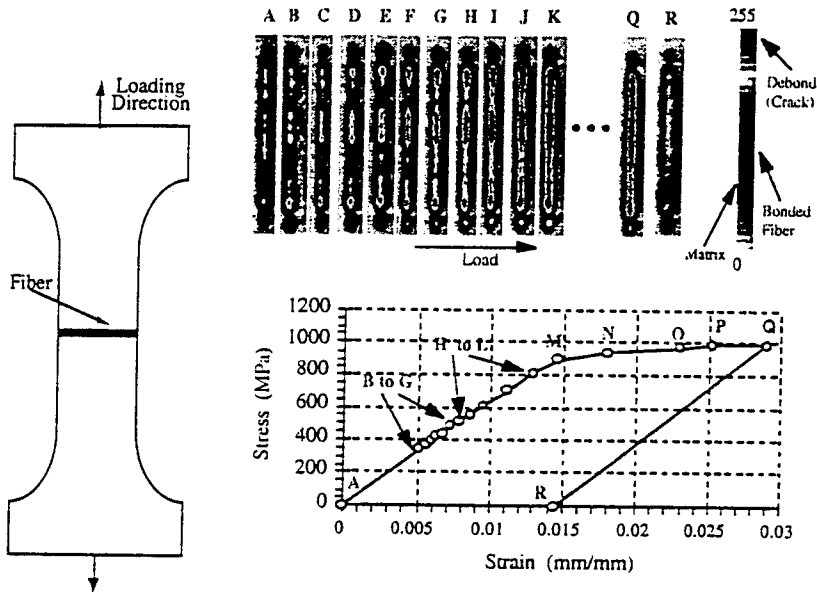 A B C D E F G H I J K Q R
255
Loading
Direction
Debond
(Crack)
Bonded
Fiber
Matrix
0
Load
Fiber
1200
1000
800
600
400
200
0
Stress (MPa)
A
B to G
H to L
M
N
O
P
Q
R
0 0.005 0.01 0.015 0.02 0.025 0.03
Strain (mm/mm)